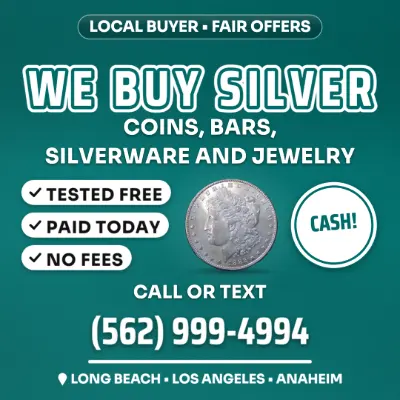 LOCAL BUYER • FAIR OFFERS
WE BUY SILVER
COINS, BARS,
SILVERWARE AND JEWELRY
✓ TESTED FREE
✓ PAID TODAY
✓ NO FEES
CASH!
CALL OR TEXT
(562) 999-4994
LONG BEACH • LOS ANGELES • ANAHEIM